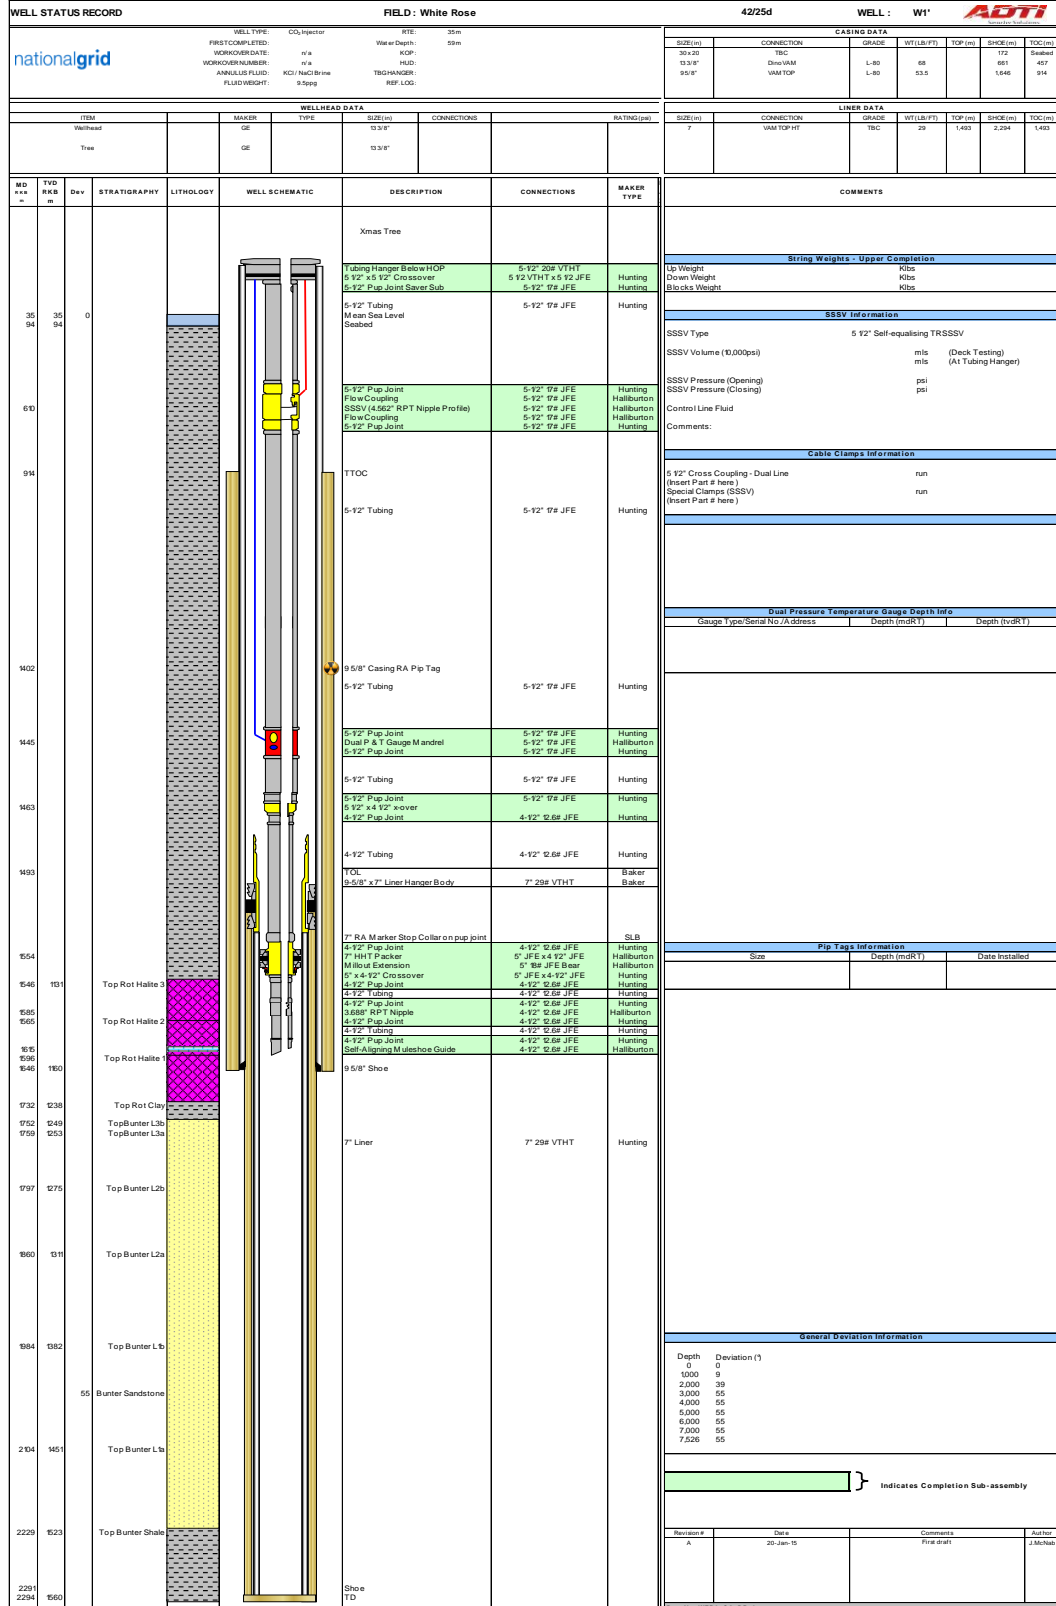 WELL STATUS RECORD FIELD : White Rose 42/25d WELL : W1' ADTI
nationalgrid
WELL TYPE: CO₂ Injector RTE: 35m
FIRST COMPLETED: Water Depth: 59m
WORKOVER DATE: n/a KOP:
WORKOVER NUMBER: n/a HUD:
ANNULUS FLUID: KCl / NaCl Brine TBG HANGER:
FLUID WEIGHT: 9.5ppg REF. LOG:
CASING DATA
SIZE(in) CONNECTION GRADE WT(LB/FT) TOP (m) SHOE(m) TOC(m)
30x20 TBC 172 Seabed
13 3/8" Dino VAM L-80 68 661 457
9 5/8" VAM TOP L-80 53.5 1,646 914
WELLHEAD DATA
ITEM MAKER TYPE SIZE(in) CONNECTIONS RATING(psi)
Wellhead GE 13 3/8"
Tree GE 13 3/8"
LINER DATA
SIZE(in) CONNECTION GRADE WT(LB/FT) TOP (m) SHOE(m) TOC(m)
7 VAM TOP HT TBC 29 1,493 2,294 1,493
MD RKB m TVD RKB m Dev STRATIGRAPHY LITHOLOGY WELL SCHEMATIC DESCRIPTION CONNECTIONS MAKER TYPE COMMENTS
Xmas Tree
Tubing Hanger Below HOP 5-1/2" 20# VTHT
5 1/2" x 5 1/2" Crossover 5 1/2 VTHT x 5 1/2 JFE Hunting
5-1/2" Pup Joint Saver Sub 5-1/2" 17# JFE Hunting
5-1/2" Tubing 5-1/2" 17# JFE Hunting
35 35 0 Mean Sea Level
94 94 Seabed
5-1/2" Pup Joint 5-1/2" 17# JFE Hunting
Flow Coupling 5-1/2" 17# JFE Halliburton
610 SSSV (4.562" RPT Nipple Profile) 5-1/2" 17# JFE Halliburton
Flow Coupling 5-1/2" 17# JFE Halliburton
5-1/2" Pup Joint 5-1/2" 17# JFE Hunting
914 TTOC
5-1/2" Tubing 5-1/2" 17# JFE Hunting
1402 9 5/8" Casing RA Pip Tag
5-1/2" Tubing 5-1/2" 17# JFE Hunting
5-1/2" Pup Joint 5-1/2" 17# JFE Hunting
1445 Dual P & T Gauge Mandrel 5-1/2" 17# JFE Halliburton
5-1/2" Pup Joint 5-1/2" 17# JFE Hunting
5-1/2" Tubing 5-1/2" 17# JFE Hunting
5-1/2" Pup Joint 5-1/2" 17# JFE Hunting
1463 5 1/2" x 4 1/2" x-over
4-1/2" Pup Joint 4-1/2" 12.6# JFE Hunting
4-1/2" Tubing 4-1/2" 12.6# JFE Hunting
1493 TOL Baker
9-5/8" x 7" Liner Hanger Body 7" 29# VTHT Baker
7" RA Marker Stop Collar on pup joint SLB
4-1/2" Pup Joint 4-1/2" 12.6# JFE Hunting
1554 7" HHT Packer 5" JFE x 4 1/2" JFE Halliburton
Millout Extension 5" 18# JFE Bear Halliburton
5" x 4-1/2" Crossover 5" JFE x 4-1/2" JFE Hunting
1546 1131 Top Rot Halite 3 4-1/2" Pup Joint 4-1/2" 12.6# JFE Hunting
4-1/2" Tubing 4-1/2" 12.6# JFE Hunting
4-1/2" Pup Joint 4-1/2" 12.6# JFE Hunting
1585 3.688" RPT Nipple 4-1/2" 12.6# JFE Halliburton
1565 Top Rot Halite 2 4-1/2" Pup Joint 4-1/2" 12.6# JFE Hunting
4-1/2" Tubing 4-1/2" 12.6# JFE Hunting
4-1/2" Pup Joint 4-1/2" 12.6# JFE Hunting
1615 Self-Aligning Muleshoe Guide 4-1/2" 12.6# JFE Halliburton
1596 Top Rot Halite 1
1646 1160 9 5/8" Shoe
1732 1238 Top Rot Clay
1752 1249 Top Bunter L3b
1759 1253 Top Bunter L3a
7" Liner 7" 29# VTHT Hunting
1797 1275 Top Bunter L2b
1860 1311 Top Bunter L2a
1984 1382 Top Bunter L1b
55 Bunter Sandstone
2104 1451 Top Bunter L1a
2229 1523 Top Bunter Shale
2291 Shoe
2294 1560 TD
String Weights - Upper Completion
Up Weight Klbs
Down Weight Klbs
Blocks Weight Klbs
SSSV Information
SSSV Type 5 1/2" Self-equalising TRSSSV
SSSV Volume (10,000psi) mls (Deck Testing)
mls (At Tubing Hanger)
SSSV Pressure (Opening) psi
SSSV Pressure (Closing) psi
Control Line Fluid
Comments:
Cable Clamps Information
5 1/2" Cross Coupling - Dual Line run
(Insert Part # here )
Special Clamps (SSSV) run
(Insert Part # here )
Dual Pressure Temperature Gauge Depth Info
Gauge Type/Serial No./Address Depth (mdRT) Depth (tvdRT)
Pip Tags Information
Size Depth (mdRT) Date Installed
General Deviation Information
Depth Deviation (°)
0 0
1,000 9
2,000 39
3,000 55
4,000 55
5,000 55
6,000 55
7,000 55
7,526 55
Indicates Completion Sub-assembly
Revision # Date Comments Author
A 20-Jan-15 First draft J.McNab